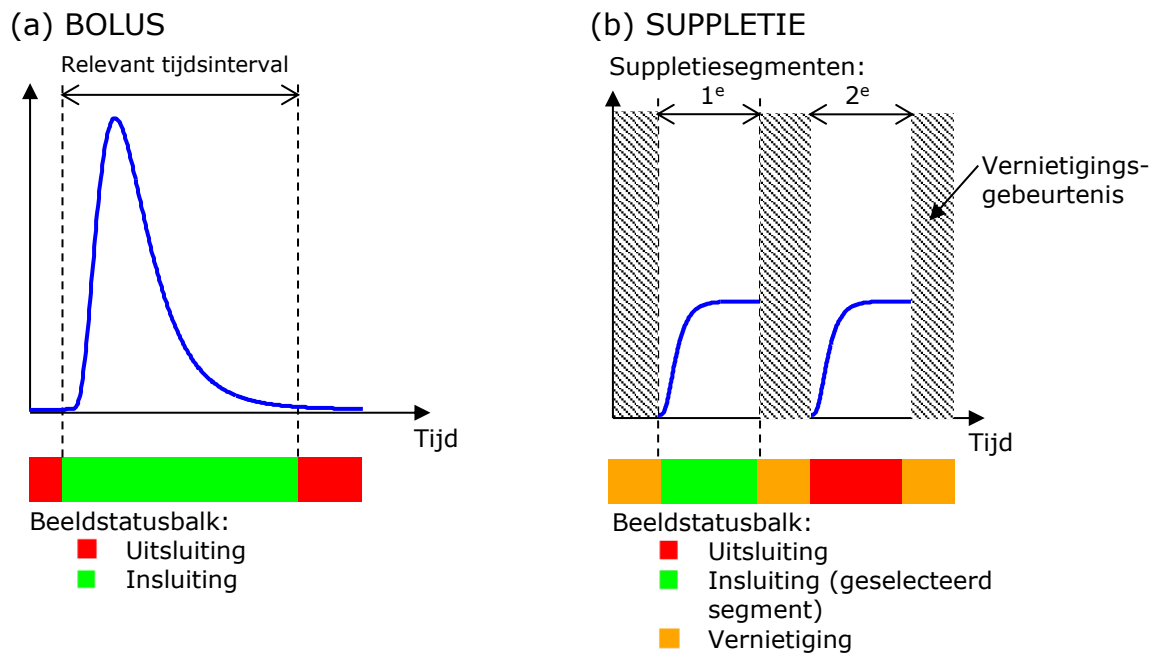 (a) BOLUS
Relevant tijdsinterval
Tijd
Beeldstatusbalk:
Uitsluiting
Insluiting
(b) SUPPLETIE
Suppletiesegmenten:
1e
2e
Vernietigings-
gebeurtenis
Tijd
Beeldstatusbalk:
Uitsluiting
Insluiting (geselecteerd
segment)
Vernietiging